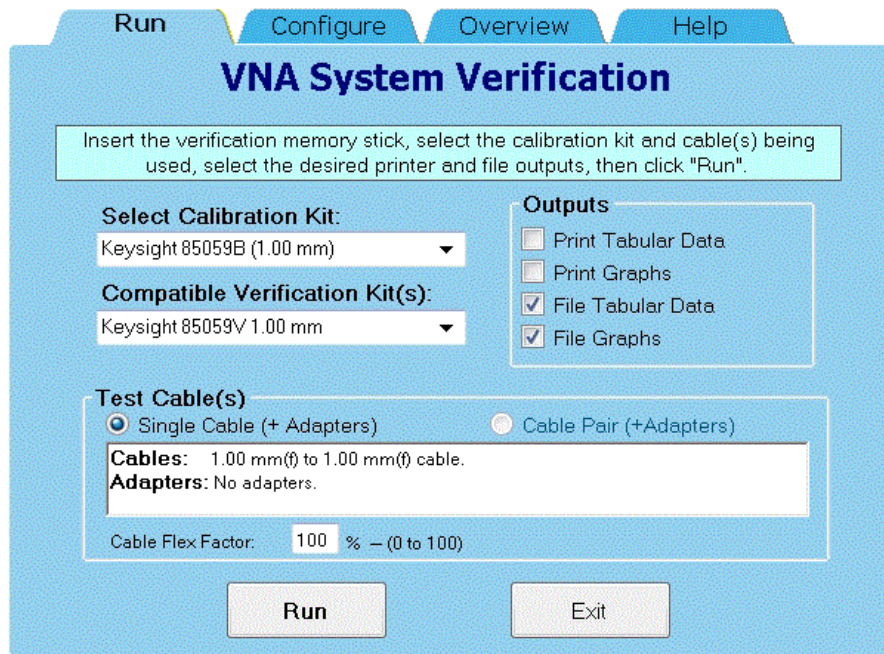 Run Configure Overview Help
VNA System Verification
Insert the verification memory stick, select the calibration kit and cable(s) being
used, select the desired printer and file outputs, then click "Run".
Select Calibration Kit:
Keysight 85059B (1.00 mm)
Compatible Verification Kit(s):
Keysight 85059V 1.00 mm
Outputs
Print Tabular Data
Print Graphs
File Tabular Data
File Graphs
Test Cable(s)
Single Cable (+ Adapters) Cable Pair (+Adapters)
Cables: 1.00 mm(f) to 1.00 mm(f) cable.
Adapters: No adapters.
Cable Flex Factor: 100 % – (0 to 100)
Run Exit